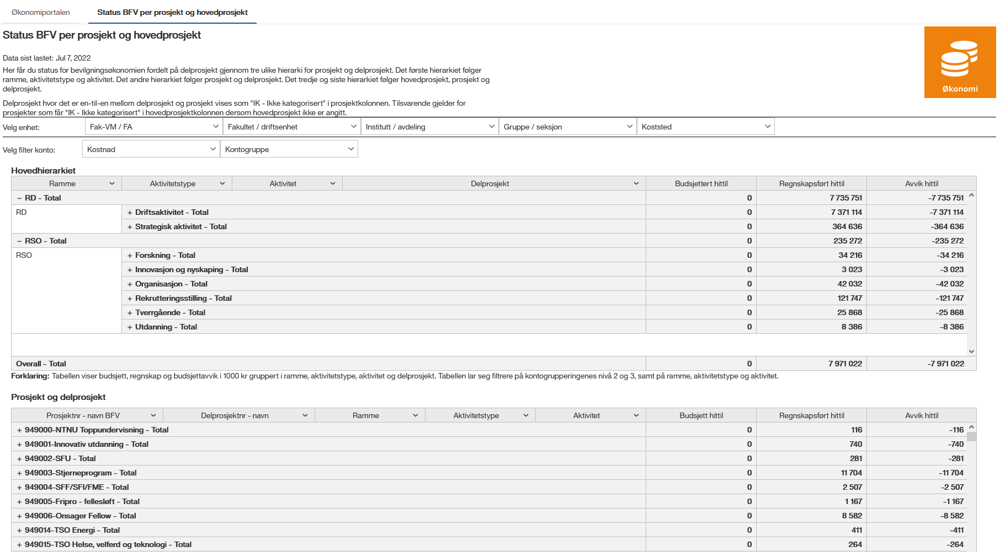 Økonomiportalen
Status BFV per prosjekt og hovedprosjekt
Status BFV per prosjekt og hovedprosjekt
Økonomi
Data sist lastet: Jul 7, 2022
Her får du status for bevilgningsøkonomien fordelt på delprosjekt gjennom tre ulike hierarki for prosjekt og delprosjekt. Det første hierarkiet følger
ramme, aktivitetstype og aktivitet. Det andre hierarkiet følger prosjekt og delprosjekt. Det tredje og siste hierarkiet følger hovedprosjekt, prosjekt og
delprosjekt.
Delprosjekt hvor det er en-til-en mellom delprosjekt og prosjekt vises som "IK - Ikke kategorisert" i prosjektkolonnen. Tilsvarende gjelder for
prosjekter som får "IK - Ikke kategorisert" i hovedprosjektkolonnen dersom hovedprosjekt ikke er angitt.
Velg enhet: Fak-VM / FA Fakultet / driftsenhet Institutt / avdeling Gruppe / seksjon Koststed
Velg filter konto: Kostnad Kontogruppe
Hovedhierarkiet
Ramme Aktivitetstype Aktivitet Delprosjekt Budsjettert hittil Regnskapsført hittil Avvik hittil
− RD - Total 0 7 735 751 -7 735 751
RD + Driftsaktivitet - Total 0 7 371 114 -7 371 114
+ Strategisk aktivitet - Total 0 364 636 -364 636
− RSO - Total 0 235 272 -235 272
RSO + Forskning - Total 0 34 216 -34 216
+ Innovasjon og nyskaping - Total 0 3 023 -3 023
+ Organisasjon - Total 0 42 032 -42 032
+ Rekrutteringsstilling - Total 0 121 747 -121 747
+ Tverrgående - Total 0 25 868 -25 868
+ Utdanning - Total 0 8 386 -8 386
Overall - Total 0 7 971 022 -7 971 022
Forklaring: Tabellen viser budsjett, regnskap og budsjettavvik i 1000 kr gruppert i ramme, aktivitetstype, aktivitet og delprosjekt. Tabellen lar seg filtrere på kontogrupperingenes nivå 2 og 3, samt på ramme, aktivitetstype og aktivitet.
Prosjekt og delprosjekt
Prosjektnr - navn BFV Delprosjektnr - navn Ramme Aktivitetstype Aktivitet Budsjett hittil Regnskapsført hittil Avvik hittil
+ 949000-NTNU Toppundervisning - Total 0 116 -116
+ 949001-Innovativ utdanning - Total 0 740 -740
+ 949002-SFU - Total 0 281 -281
+ 949003-Stjerneprogram - Total 0 11 704 -11 704
+ 949004-SFF/SFI/FME - Total 0 2 507 -2 507
+ 949005-Fripro - fellesløft - Total 0 1 167 -1 167
+ 949006-Onsager Fellow - Total 0 8 582 -8 582
+ 949014-TSO Energi - Total 0 411 -411
+ 949015-TSO Helse, velferd og teknologi - Total 0 264 -264